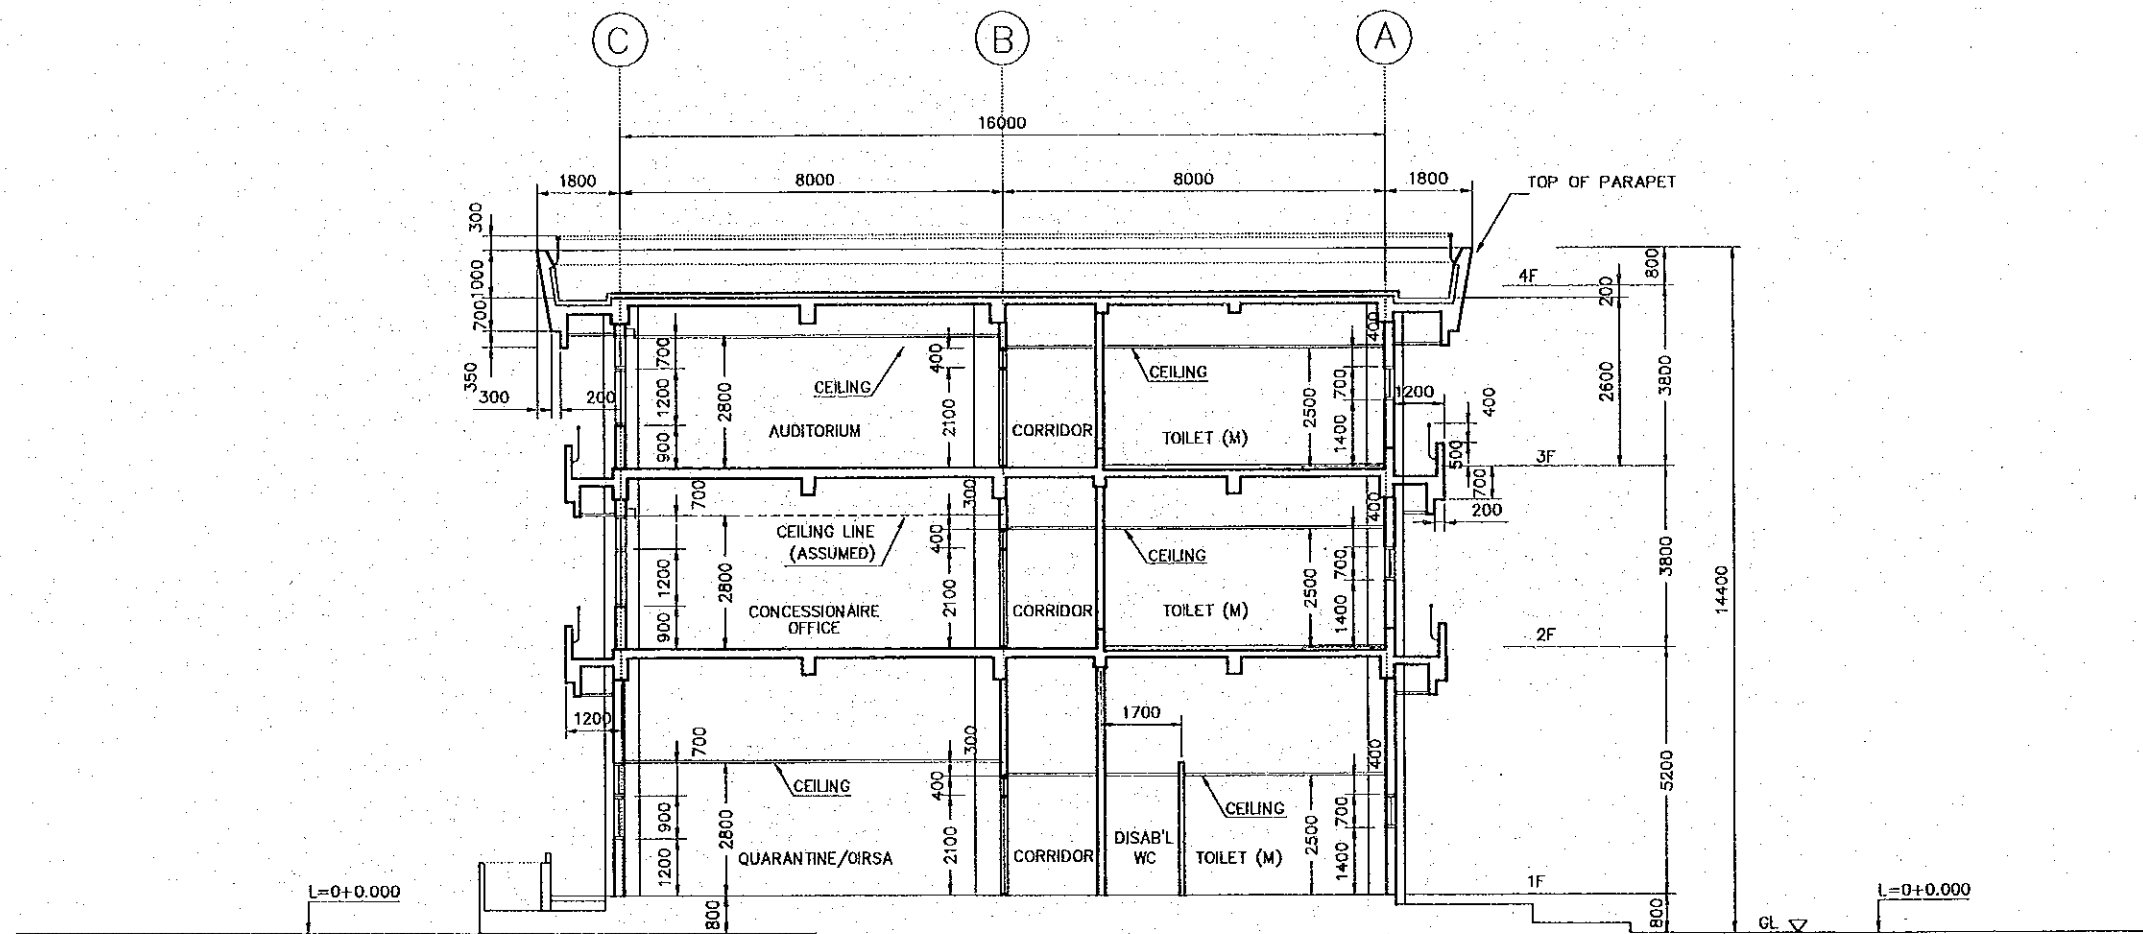 C
B
A
16000
1800
8000
8000
1800
TOP OF PARAPET
300
1000
700
350
300
200
4F
800
200
2600
3800
400
700
1200
900
2800
CEILING
AUDITORIUM
400
2100
CORRIDOR
CEILING
TOILET (M)
2500
400
700
1400
1200
400
500
700
200
3F
700
300
CEILING LINE
(ASSUMED)
400
1200
900
2800
CONCESSIONAIRE
OFFICE
2100
CORRIDOR
CEILING
TOILET (M)
2500
400
700
1400
3800
14400
2F
1200
700
300
1700
400
5200
CEILING
400
CEILING
900
1200
2800
QUARANTINE/OIRSA
2100
CORRIDOR
DISAB'L
WC
TOILET (M)
2500
700
1400
1F
L=0+0.000
800
800
GL
L=0+0.000